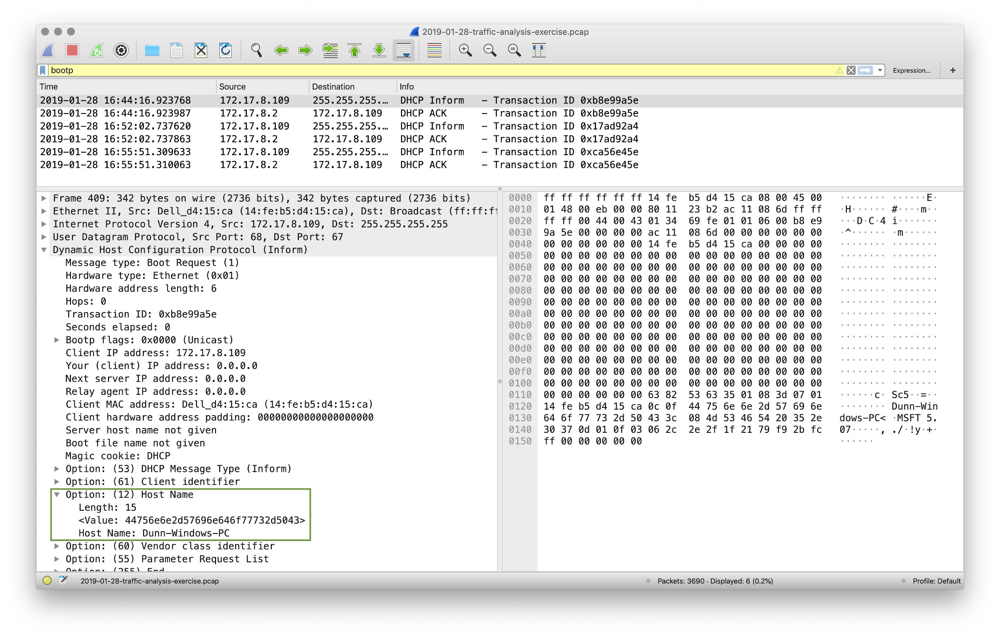 2019-01-28-traffic-analysis-exercise.pcap
bootp
Expression... +
Time Source Destination Info
2019-01-28 16:44:16.923768 172.17.8.109 255.255.255.… DHCP Inform - Transaction ID 0xb8e99a5e
2019-01-28 16:44:16.923987 172.17.8.2 172.17.8.109 DHCP ACK - Transaction ID 0xb8e99a5e
2019-01-28 16:52:02.737620 172.17.8.109 255.255.255.… DHCP Inform - Transaction ID 0x17ad92a4
2019-01-28 16:52:02.737863 172.17.8.2 172.17.8.109 DHCP ACK - Transaction ID 0x17ad92a4
2019-01-28 16:55:51.309633 172.17.8.109 255.255.255.… DHCP Inform - Transaction ID 0xca56e45e
2019-01-28 16:55:51.310063 172.17.8.2 172.17.8.109 DHCP ACK - Transaction ID 0xca56e45e
Frame 409: 342 bytes on wire (2736 bits), 342 bytes captured (2736 bits)
Ethernet II, Src: Dell_d4:15:ca (14:fe:b5:d4:15:ca), Dst: Broadcast (ff:ff:ff
Internet Protocol Version 4, Src: 172.17.8.109, Dst: 255.255.255.255
User Datagram Protocol, Src Port: 68, Dst Port: 67
Dynamic Host Configuration Protocol (Inform)
Message type: Boot Request (1)
Hardware type: Ethernet (0x01)
Hardware address length: 6
Hops: 0
Transaction ID: 0xb8e99a5e
Seconds elapsed: 0
Bootp flags: 0x0000 (Unicast)
Client IP address: 172.17.8.109
Your (client) IP address: 0.0.0.0
Next server IP address: 0.0.0.0
Relay agent IP address: 0.0.0.0
Client MAC address: Dell_d4:15:ca (14:fe:b5:d4:15:ca)
Client hardware address padding: 00000000000000000000
Server host name not given
Boot file name not given
Magic cookie: DHCP
Option: (53) DHCP Message Type (Inform)
Option: (61) Client identifier
Option: (12) Host Name
Length: 15
<Value: 44756e6e2d57696e646f77732d5043>
Host Name: Dunn-Windows-PC
Option: (60) Vendor class identifier
Option: (55) Parameter Request List
Option: (255) End
0000 ff ff ff ff ff ff 14 fe b5 d4 15 ca 08 00 45 00 ········ ······E·
0010 01 48 00 eb 00 00 80 11 23 b2 ac 11 08 6d ff ff ·H······ #····m··
0020 ff ff 00 44 00 43 01 34 69 fe 01 01 06 00 b8 e9 ···D·C·4 i·······
0030 9a 5e 00 00 00 00 ac 11 08 6d 00 00 00 00 00 00 ·^······ ·m······
0040 00 00 00 00 00 00 14 fe b5 d4 15 ca 00 00 00 00 ········ ········
0050 00 00 00 00 00 00 00 00 00 00 00 00 00 00 00 00 ········ ········
0060 00 00 00 00 00 00 00 00 00 00 00 00 00 00 00 00 ········ ········
0070 00 00 00 00 00 00 00 00 00 00 00 00 00 00 00 00 ········ ········
0080 00 00 00 00 00 00 00 00 00 00 00 00 00 00 00 00 ········ ········
0090 00 00 00 00 00 00 00 00 00 00 00 00 00 00 00 00 ········ ········
00a0 00 00 00 00 00 00 00 00 00 00 00 00 00 00 00 00 ········ ········
00b0 00 00 00 00 00 00 00 00 00 00 00 00 00 00 00 00 ········ ········
00c0 00 00 00 00 00 00 00 00 00 00 00 00 00 00 00 00 ········ ········
00d0 00 00 00 00 00 00 00 00 00 00 00 00 00 00 00 00 ········ ········
00e0 00 00 00 00 00 00 00 00 00 00 00 00 00 00 00 00 ········ ········
00f0 00 00 00 00 00 00 00 00 00 00 00 00 00 00 00 00 ········ ········
0100 00 00 00 00 00 00 00 00 00 00 00 00 00 00 00 00 ········ ········
0110 00 00 00 00 00 00 63 82 53 63 35 01 08 3d 07 01 ······c· Sc5··=··
0120 14 fe b5 d4 15 ca 0c 0f 44 75 6e 6e 2d 57 69 6e ········ Dunn-Win
0130 64 6f 77 73 2d 50 43 3c 08 4d 53 46 54 20 35 2e dows-PC< ·MSFT 5.
0140 30 37 0d 01 0f 03 06 2c 2e 2f 1f 21 79 f9 2b fc 07·····, ./·!y·+·
0150 ff 00 00 00 00 00 ······
2019-01-28-traffic-analysis-exercise.pcap
Packets: 3690 · Displayed: 6 (0.2%)
Profile: Default